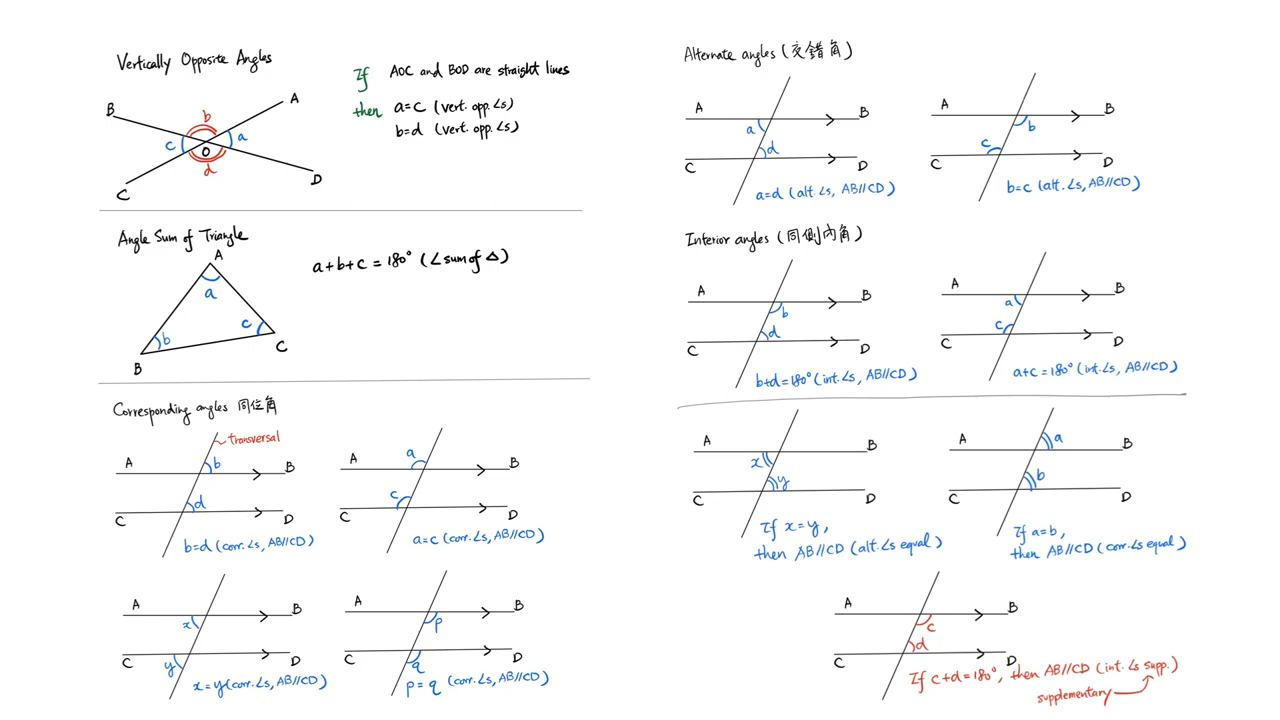 Vertically Opposite Angles
B
A
b
c
a
O
d
C
D
If AOC and BOD are straight lines
then a=c (vert. opp.∠s)
b=d (vert. opp.∠s)
Angle Sum of Triangle
A
a
b
c
B
C
a+b+c=180° (∠sum of △)
Corresponding angles 同位角
transversal
A
b
B
d
C
D
b=d (corr.∠s, AB//CD)
a
A
B
c
C
D
a=c (corr.∠s, AB//CD)
A
B
x
C
y
D
x=y (corr.∠s, AB//CD)
A
B
p
C
q
D
p=q (corr.∠s, AB//CD)
Alternate angles (交錯角)
A
B
a
d
C
D
a=d (alt.∠s, AB//CD)
A
B
b
c
C
D
b=c (alt.∠s, AB//CD)
Interior angles (同側內角)
A
B
b
d
C
D
b+d=180° (int.∠s, AB//CD)
A
B
a
c
C
D
a+c=180° (int.∠s, AB//CD)
A
B
x
y
C
D
If x=y,
then AB//CD (alt.∠s equal)
A
a
B
b
C
D
If a=b,
then AB//CD (corr.∠s equal)
A
B
c
d
C
D
If c+d=180°, then AB//CD (int.∠s supp.)
supplementary